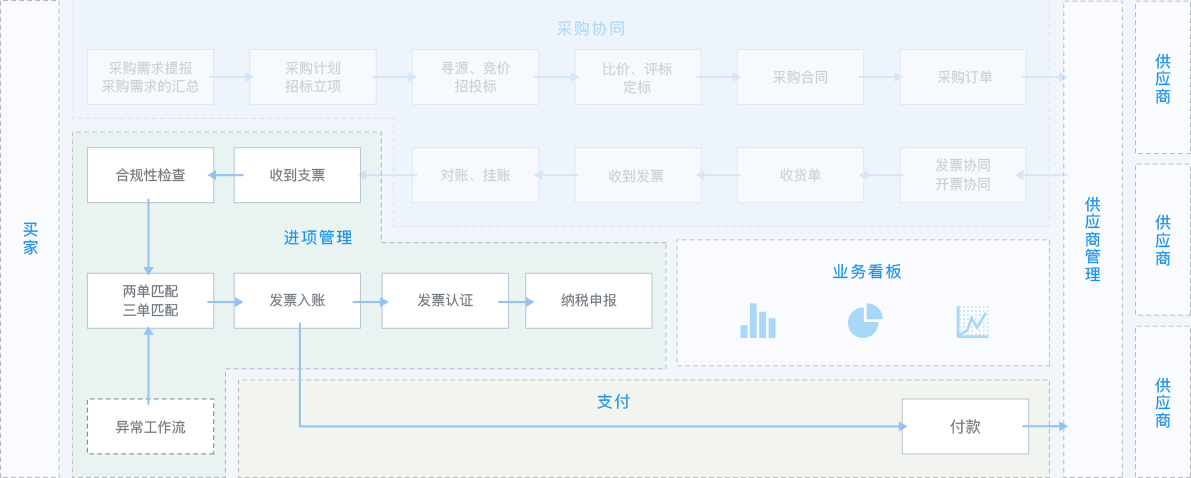 买家
采购协同
采购需求提报
采购需求的汇总
采购计划
招标立项
寻源、竞价
招投标
比价、评标
定标
采购合同
采购订单
合规性检查
收到支票
对账、挂账
收到发票
收货单
发票协同
开票协同
进项管理
两单匹配
三单匹配
发票入账
发票认证
纳税申报
异常工作流
业务看板
支付
付款
供应商管理
供应商
供应商
供应商